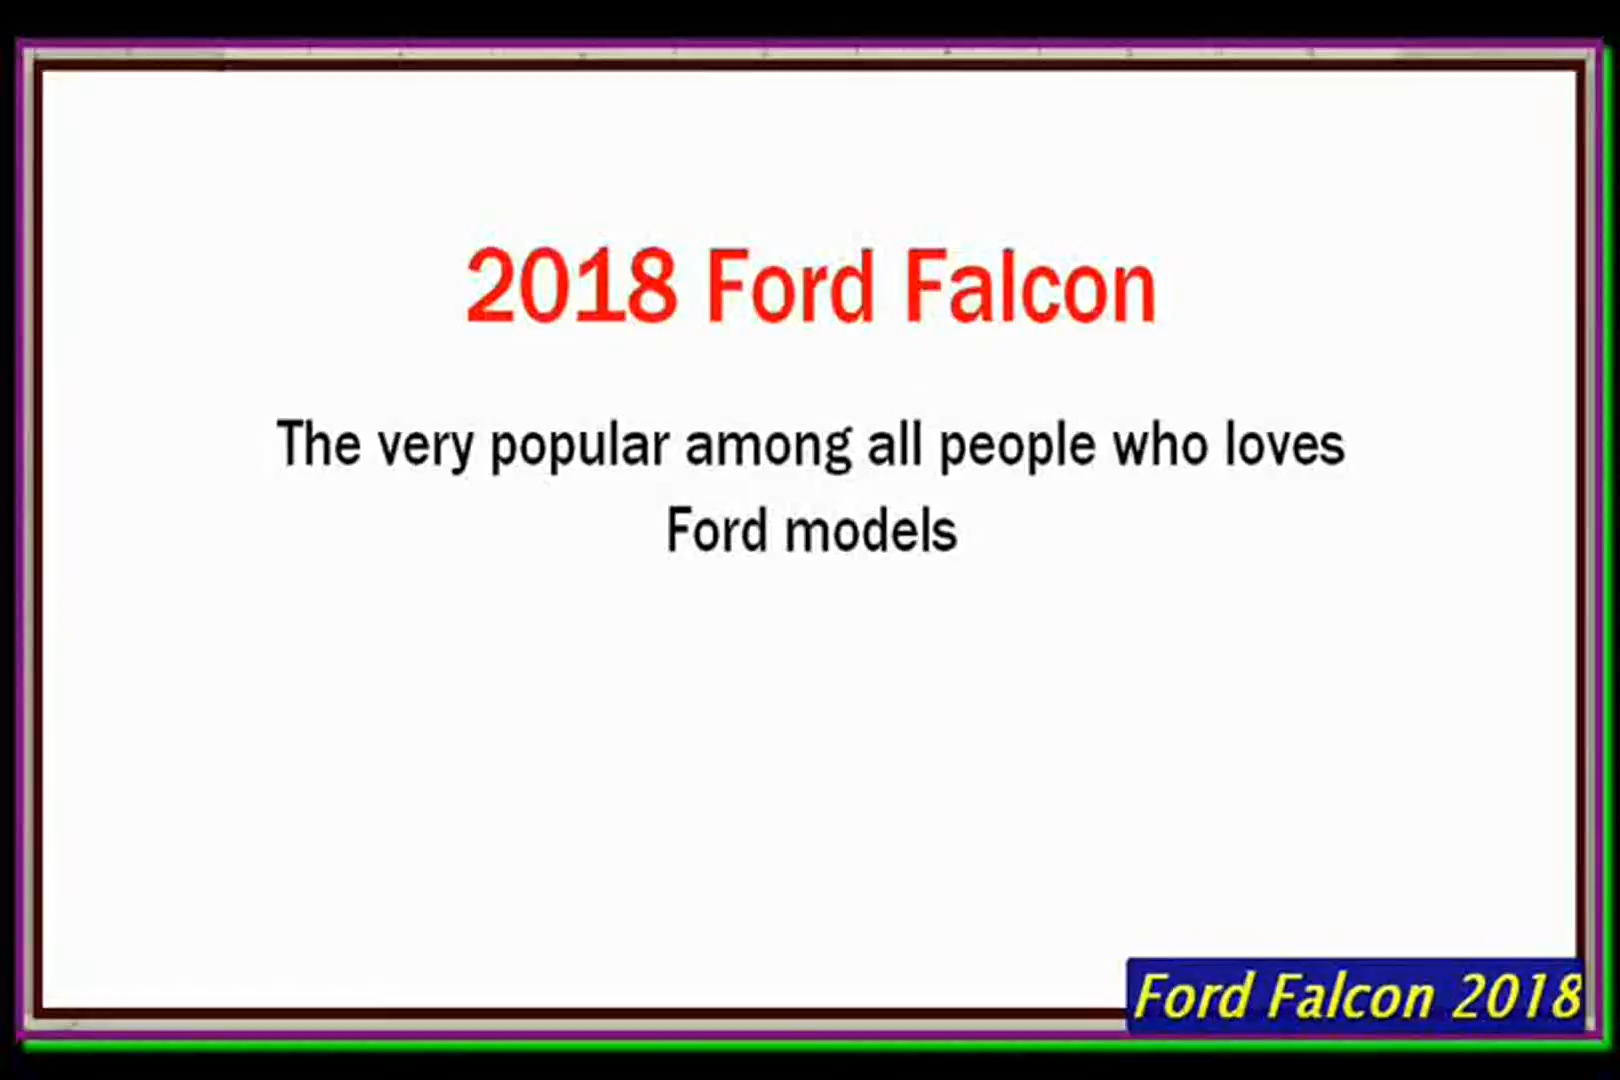 2018 Ford Falcon
The very popular among all people who loves
Ford models
Ford Falcon 2018